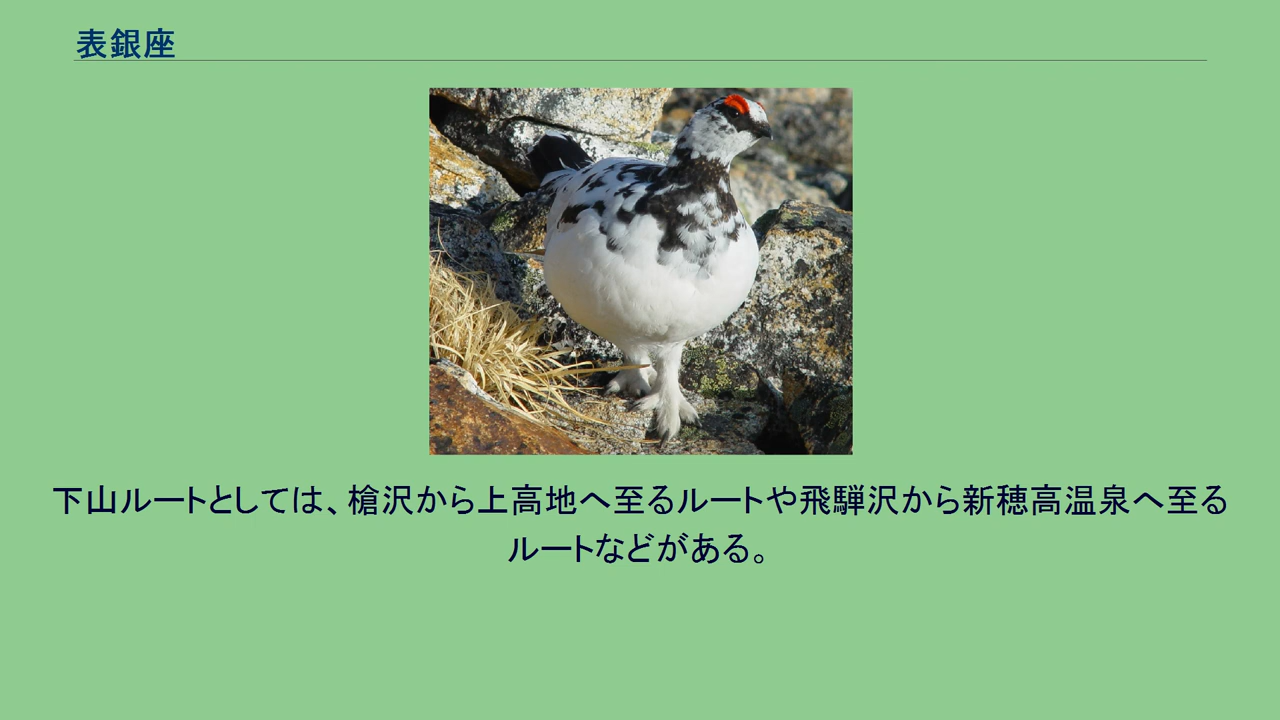 表銀座
下山ルートとしては、槍沢から上高地へ至るルートや飛騨沢から新穂高温泉へ至る
ルートなどがある。